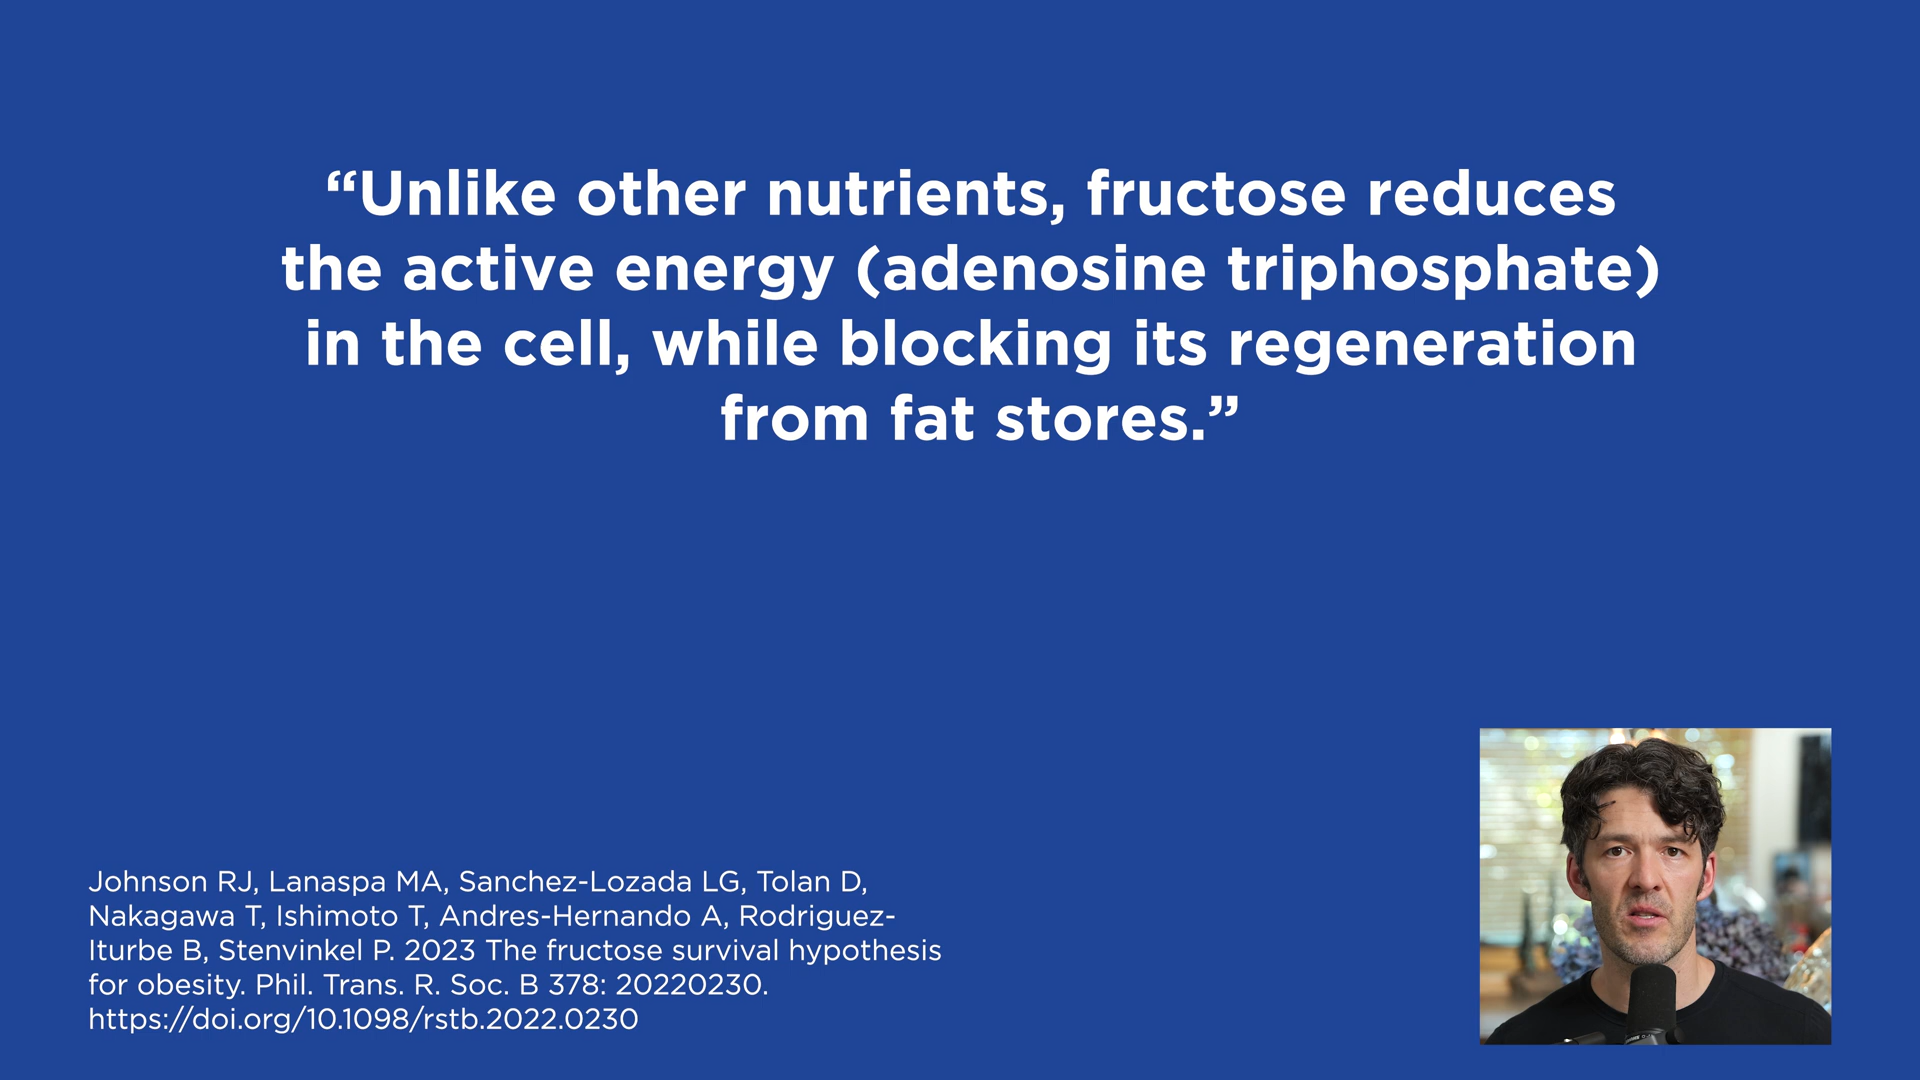 “Unlike other nutrients, fructose reduces
the active energy (adenosine triphosphate)
in the cell, while blocking its regeneration
from fat stores.”
Johnson RJ, Lanaspa MA, Sanchez-Lozada LG, Tolan D,
Nakagawa T, Ishimoto T, Andres-Hernando A, Rodriguez-
Iturbe B, Stenvinkel P. 2023 The fructose survival hypothesis
for obesity. Phil. Trans. R. Soc. B 378: 20220230.
https://doi.org/10.1098/rstb.2022.0230